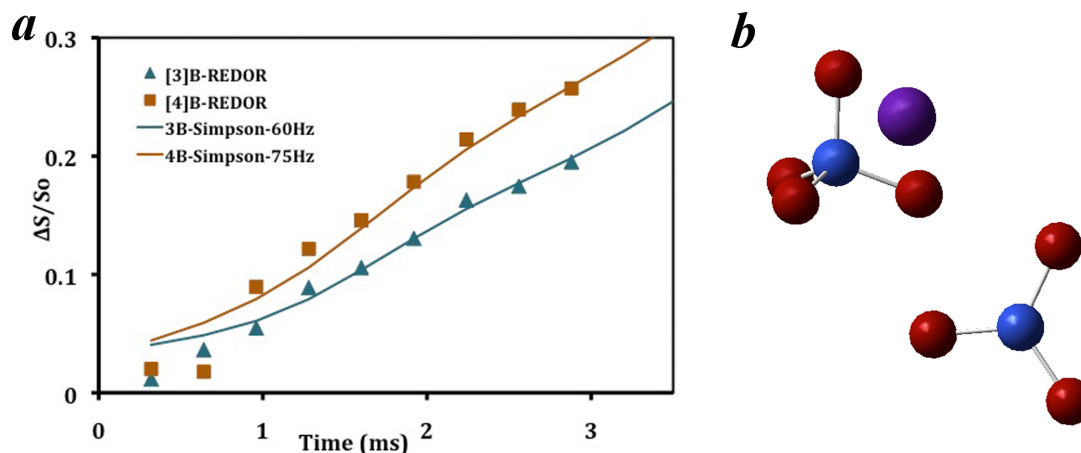 a
b
0.3
0.2
0.1
0
ΔS/So
[3]B-REDOR
[4]B-REDOR
3B-Simpson-60Hz
4B-Simpson-75Hz
0 1 2 3
Time (ms)